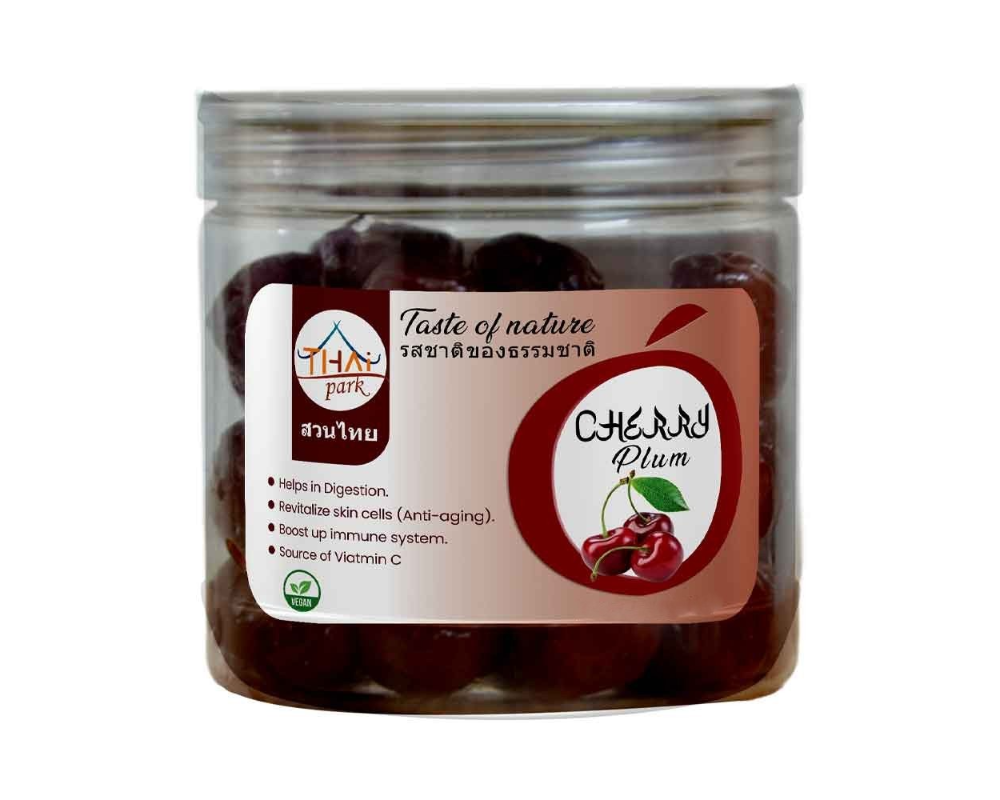 THAI
park
สวนไทย
Taste of nature
รสชาติของธรรมชาติ
CHERRY
Plum
Helps in Digestion.
Revitalize skin cells (Anti-aging).
Boost up immune system.
Source of Viatmin C
VEGAN